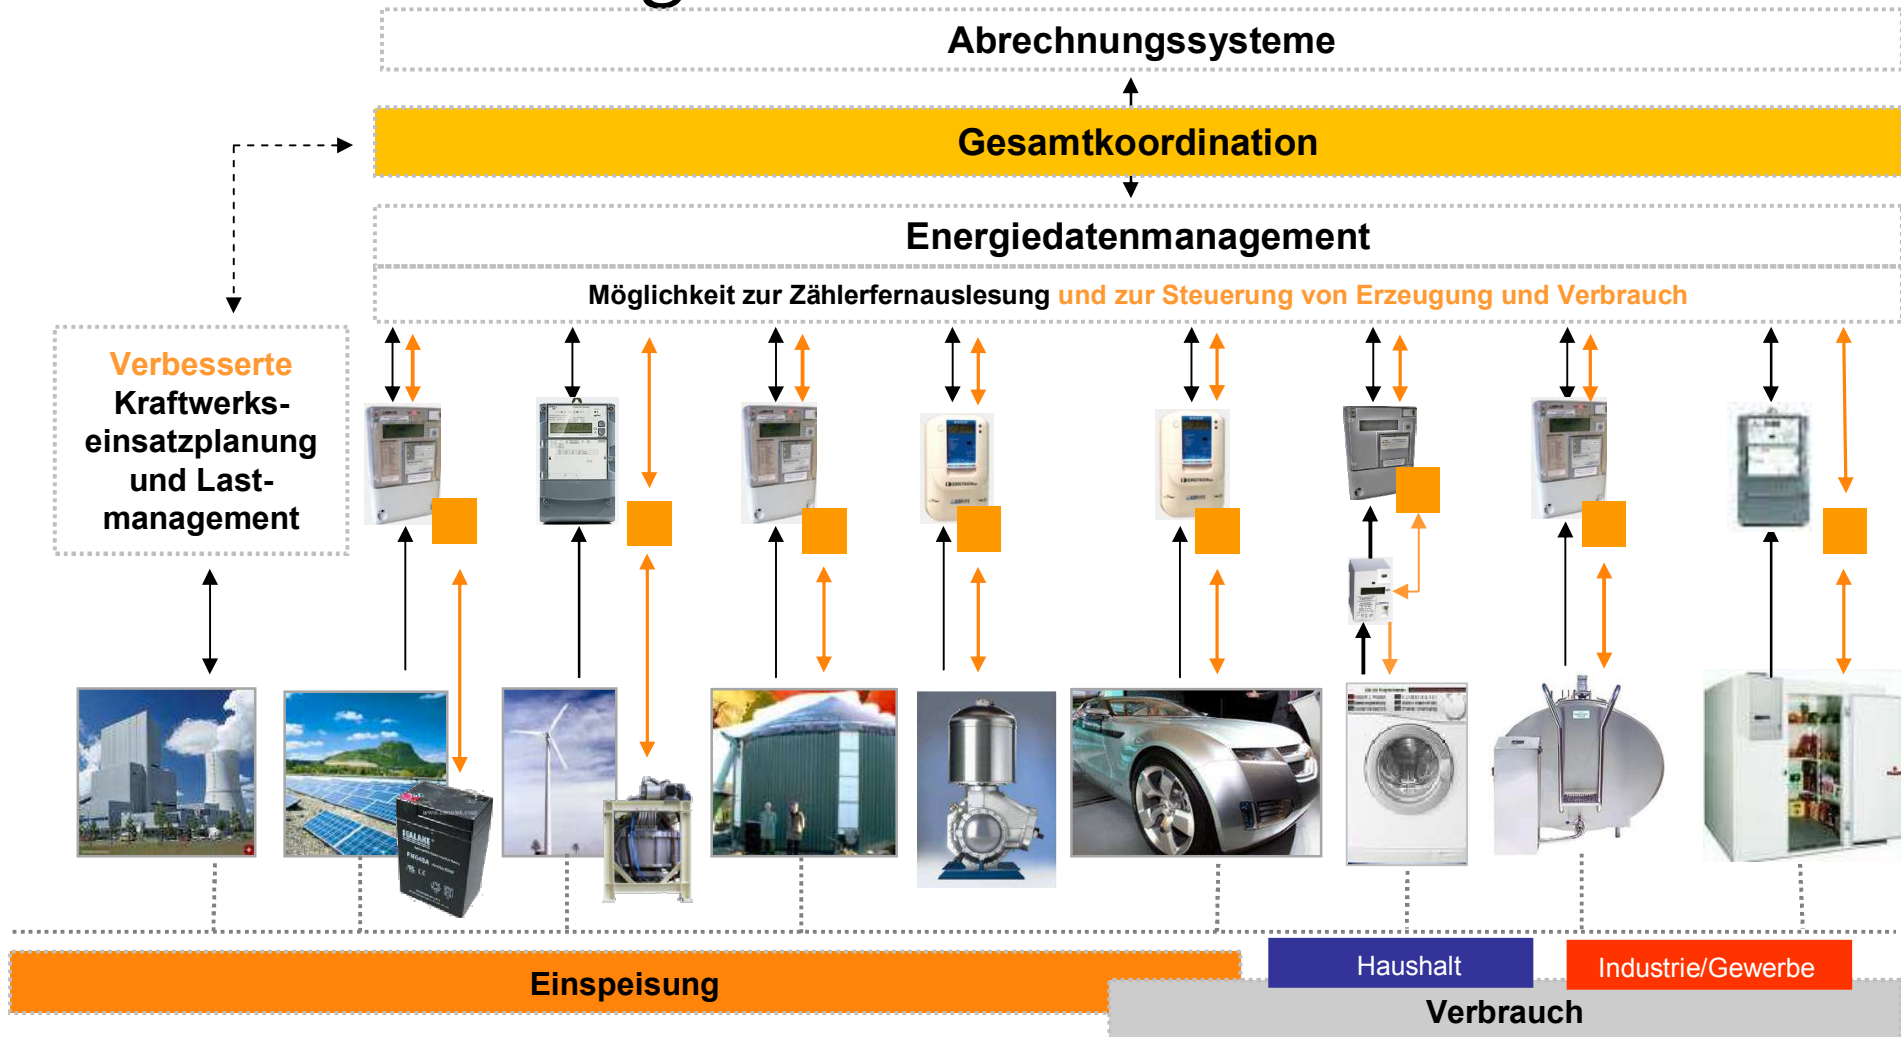 g
Abrechnungssysteme
Gesamtkoordination
Energiedatenmanagement
Möglichkeit zur Zählerfernauslesung und zur Steuerung von Erzeugung und Verbrauch
Verbesserte
Kraftwerks-
einsatzplanung
und Last-
management
Einspeisung
Haushalt
Industrie/Gewerbe
Verbrauch